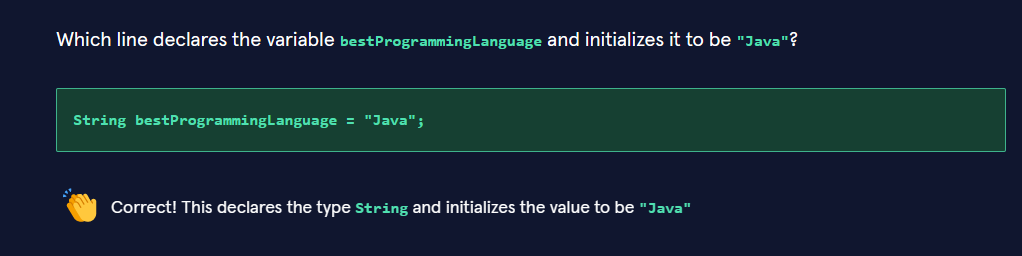 Which line declares the variable bestProgrammingLanguage and initializes it to be "Java"?
String bestProgrammingLanguage = "Java";
Correct! This declares the type String and initializes the value to be "Java"